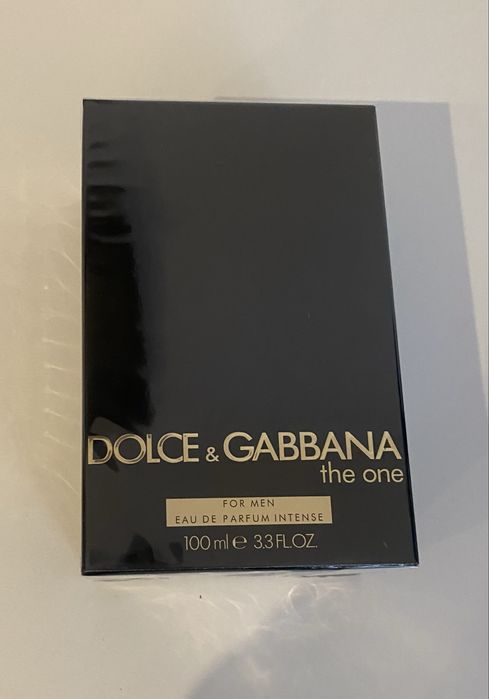 DOLCE & GABBANA
the one
FOR MEN
EAU DE PARFUM INTENSE
100 ml ℮ 3.3 FL.OZ.